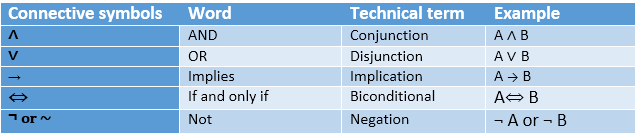 Connective symbols Word Technical term Example
∧ AND Conjunction A ∧ B
∨ OR Disjunction A ∨ B
→ Implies Implication A → B
⇔ If and only if Biconditional A⇔ B
¬ or ~ Not Negation ¬ A or ¬ B